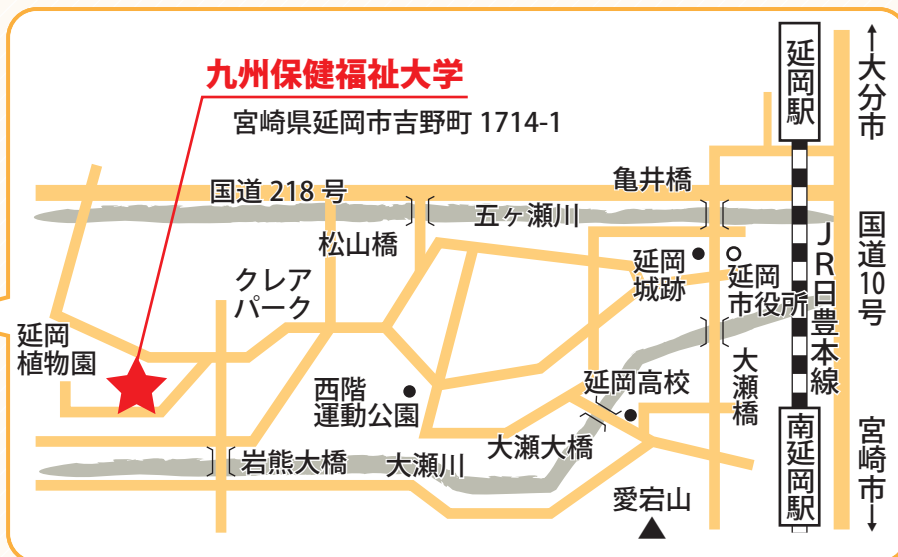 九州保健福祉大学
宮崎県延岡市吉野町 1714-1
延岡駅
←大分市
国道 218 号
亀井橋
五ヶ瀬川
松山橋
国道10号
JR日豊本線
延岡
城跡
延岡
市役所
クレア
パーク
延岡
植物園
西階
運動公園
延岡高校
大瀬橋
大瀬大橋
岩熊大橋
大瀬川
愛宕山
南延岡駅
宮崎市→